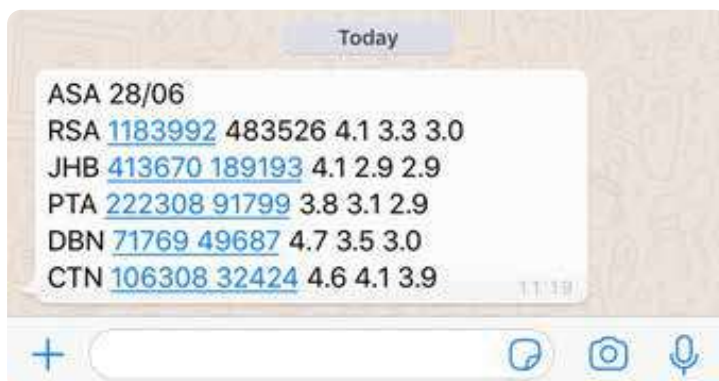 Today
ASA 28/06
RSA 1183992 483526 4.1 3.3 3.0
JHB 413670 189193 4.1 2.9 2.9
PTA 222308 91799 3.8 3.1 2.9
DBN 71769 49687 4.7 3.5 3.0
CTN 106308 32424 4.6 4.1 3.9
11:19